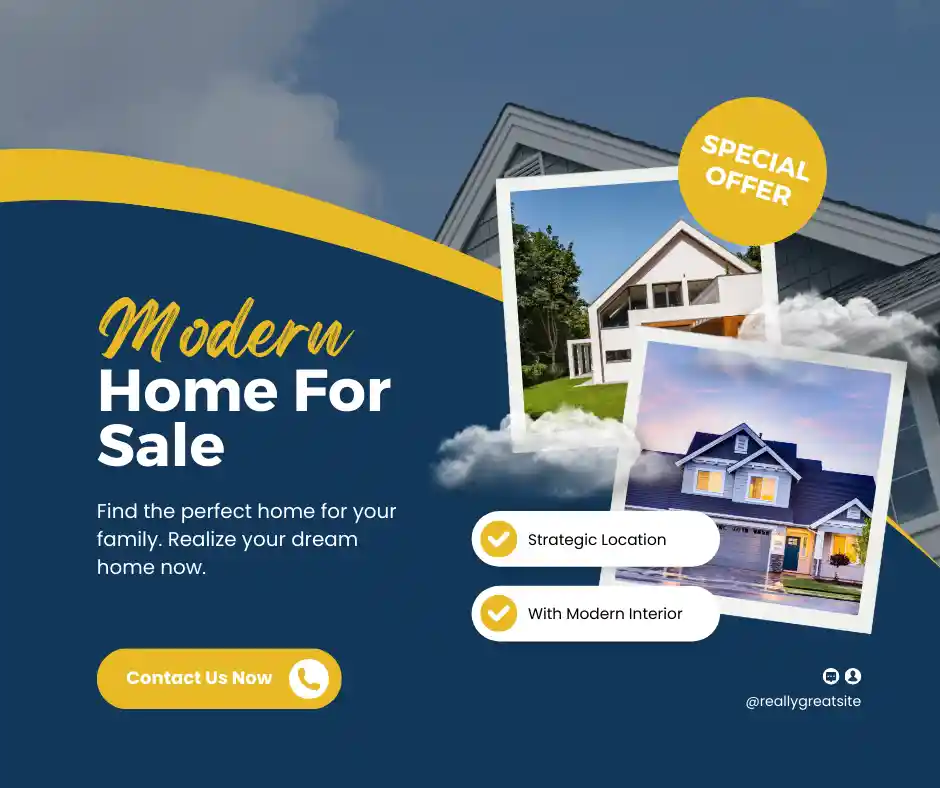 SPECIAL
OFFER
Modern
Home For
Sale
Find the perfect home for your
family. Realize your dream
home now.
Strategic Location
With Modern Interior
Contact Us Now
@reallygreatsite